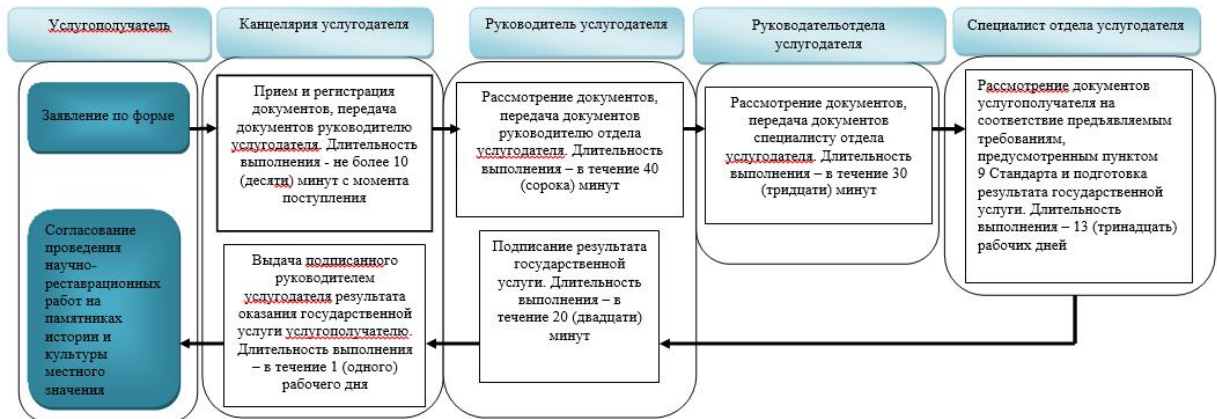 Услугополучатель
Канцелярия услугодателя
Руководитель услугодателя
Руководательотдела
услугодателя
Специалист отдела услугодателя
Заявление по форме
Прием и регистрация
документов, передача
документов руководителю
услугодателя. Длительность
выполнения - не более 10
(десяти) минут с момента
поступления
Рассмотрение документов,
передача документов
руководителю отдела
услугодателя. Длительность
выполнения – в течение 40
(сорока) минут
Рассмотрение документов,
передача документов
специалисту отдела
услугодателя. Длительность
выполнения – в течение 30
(тридцати) минут
Рассмотрение документов
услугополучателя на
соответствие предъявляемым
требованиям,
предусмотренным пунктом
9 Стандарта и подготовка
результата государственной
услуги. Длительность
выполнения – 13 (тринадцать)
рабочих дней
Согласование
проведения
научно-
реставрационных
работ на
памятниках
истории и
культуры
местного
значения
Выдача подписанного
руководителем
услугодателя результата
оказания государственной
услуги услугополучателю.
Длительность выполнения
– в течение 1 (одного)
рабочего дня
Подписание результата
государственной
услуги. Длительность
выполнения – в
течение 20 (двадцати)
минут